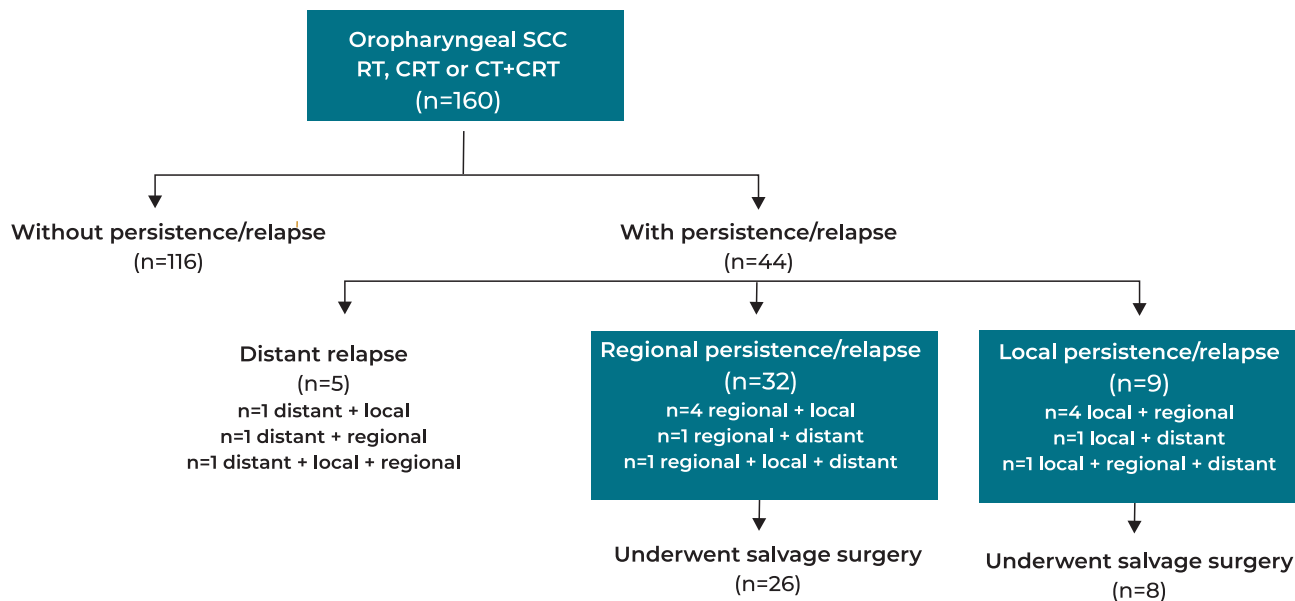 Oropharyngeal SCC
RT, CRT or CT+CRT
(n=160)
Without persistence/relapse
(n=116)
With persistence/relapse
(n=44)
Distant relapse
(n=5)
n=1 distant + local
n=1 distant + regional
n=1 distant + local + regional
Regional persistence/relapse
(n=32)
n=4 regional + local
n=1 regional + distant
n=1 regional + local + distant
Local persistence/relapse
(n=9)
n=4 local + regional
n=1 local + distant
n=1 local + regional + distant
Underwent salvage surgery
(n=26)
Underwent salvage surgery
(n=8)